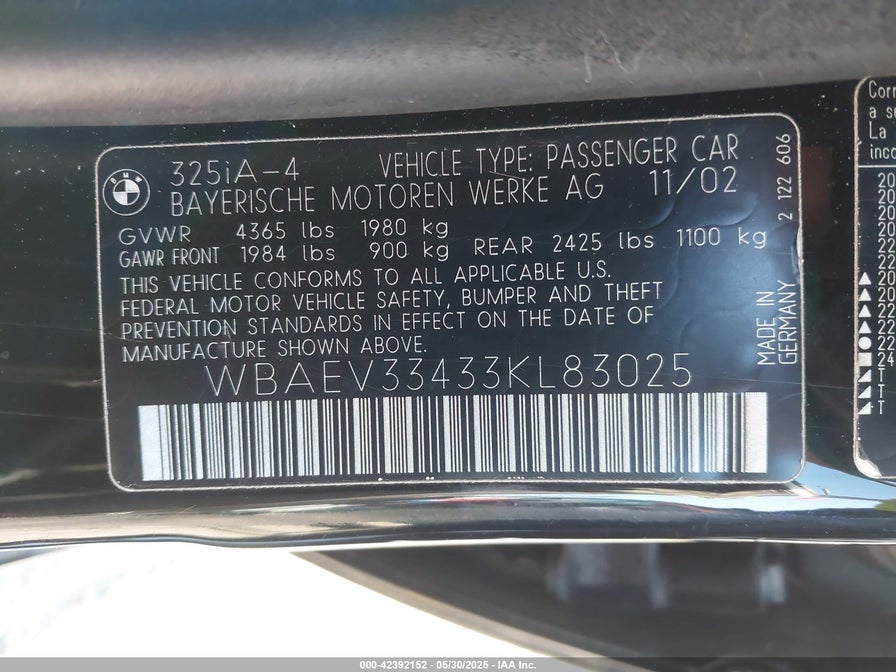 BMW
325iA-4 VEHICLE TYPE: PASSENGER CAR
BAYERISCHE MOTOREN WERKE AG 11/02
GVWR 4365 lbs 1980 kg
GAWR FRONT 1984 lbs 900 kg REAR 2425 lbs 1100 kg
THIS VEHICLE CONFORMS TO ALL APPLICABLE U.S.
FEDERAL MOTOR VEHICLE SAFETY, BUMPER AND THEFT
PREVENTION STANDARDS IN EFFECT ON THE DATE OF
MANUFACTURE SHOWN ABOVE.
WBAEV33433KL83025
2 122 606
MADE IN
GERMANY
La
T
T
T
000-42392152 / 05/30/2025 - IAA Inc.